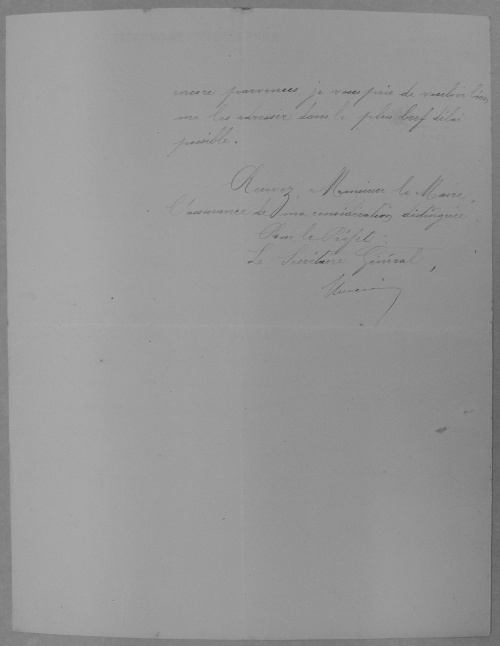 encore parvenues je vous prie de vouloir bien
me les adresser dans le plus bref délai
possible.
Recevez, Monsieur le Maire,
l'assurance de ma considération distinguée.
Pour le Préfet:
Le Secrétaire Général,